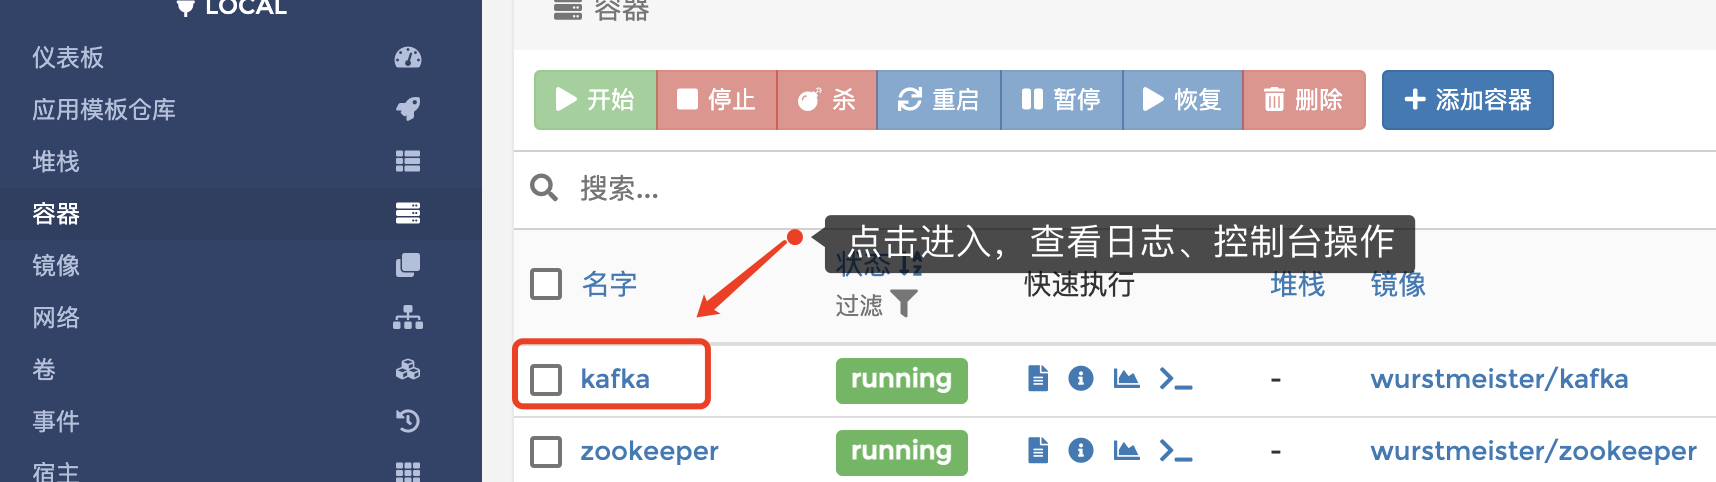 LOCAL
仪表板
应用模板仓库
堆栈
容器
镜像
网络
卷
事件
宿主
容器
开始 停止 杀 重启 暂停 恢复 删除 添加容器
搜索...
点击进入，查看日志、控制台操作
名字 状态 快速执行 堆栈 镜像
过滤
kafka running - wurstmeister/kafka
zookeeper running - wurstmeister/zookeeper